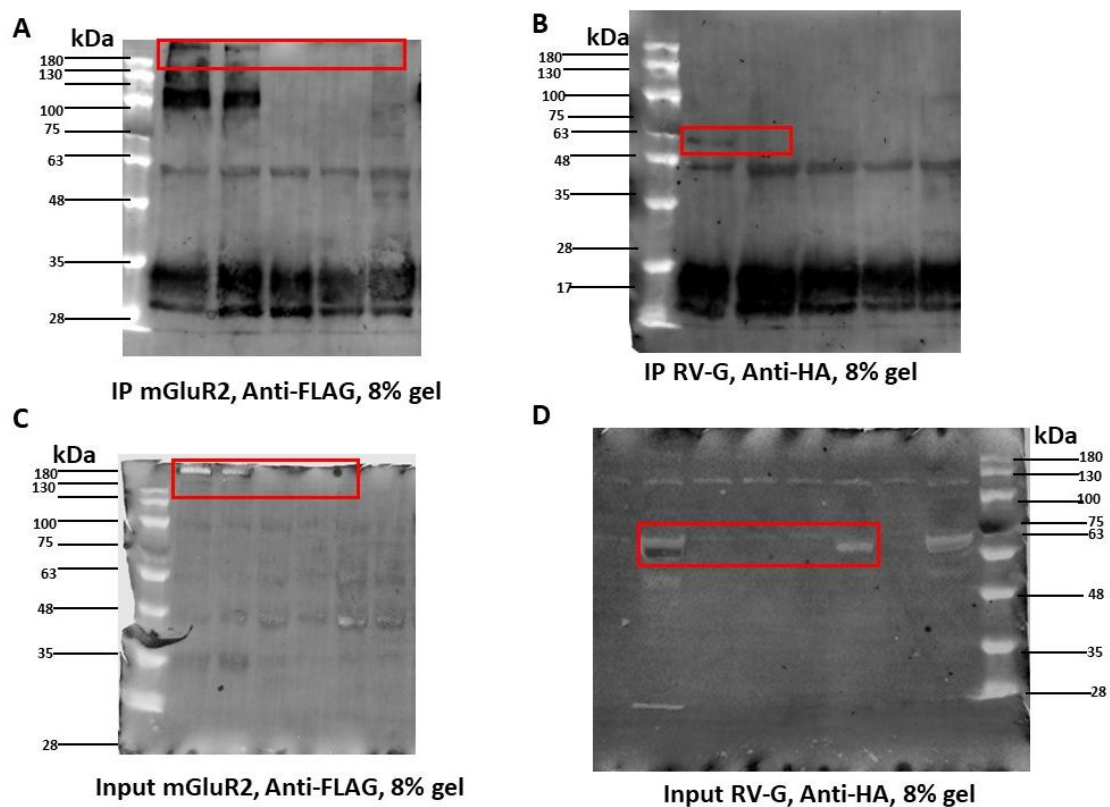 A
kDa
180
130
100
75
63
48
35
28
IP mGluR2, Anti-FLAG, 8% gel
B
kDa
180
130
100
75
63
48
35
28
17
IP RV-G, Anti-HA, 8% gel
C
kDa
180
130
100
75
63
48
35
28
Input mGluR2, Anti-FLAG, 8% gel
D
kDa
180
130
100
75
63
48
35
28
Input RV-G, Anti-HA, 8% gel